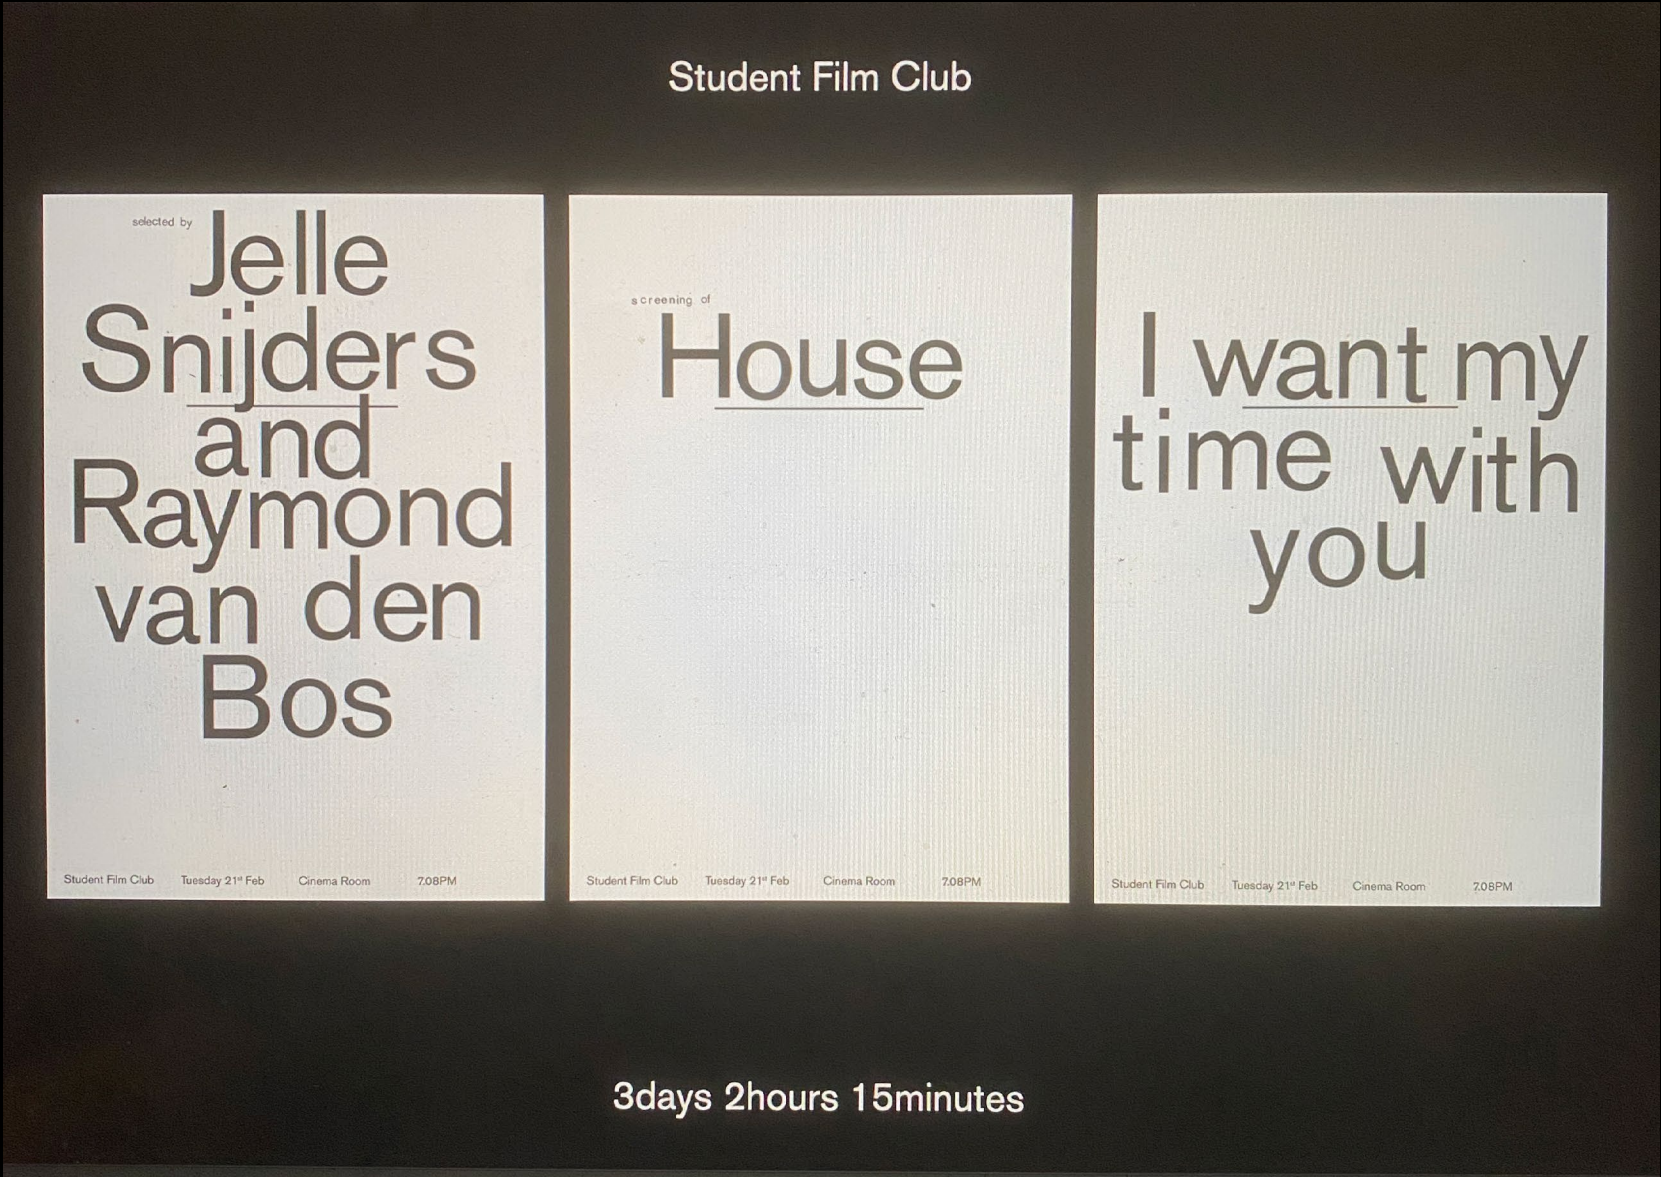 Student Film Club
selected by
Jelle
Snijders
and
Raymond
van den
Bos
Student Film Club Tuesday 21st Feb Cinema Room 7.08PM
screening of
House
Student Film Club Tuesday 21st Feb Cinema Room 7.08PM
I want my
time with
you
Student Film Club Tuesday 21st Feb Cinema Room 7.08PM
3days 2hours 15minutes